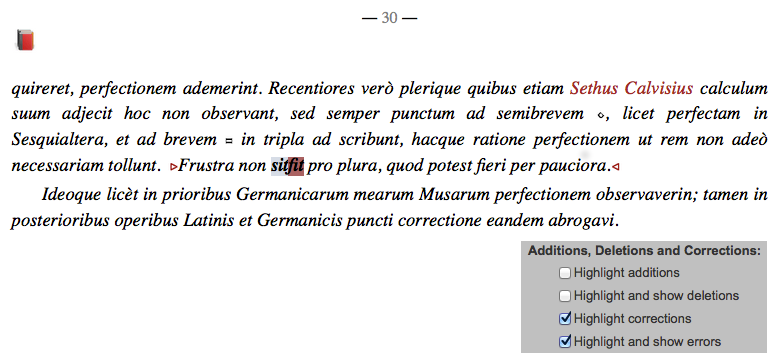 — 30 —
quireret, perfectionem ademerint. Recentiores verò plerique quibus etiam Sethus Calvisius calculum
suum adjecit hoc non observant, sed semper punctum ad semibrevem 𝆹, licet perfectam in
Sesquialtera, et ad brevem = in tripla ad scribunt, hacque ratione perfectionem ut rem non adeò
necessariam tollunt. ▹Frustra non sitfit pro plura, quod potest fieri per pauciora.◃
Ideoque licèt in prioribus Germanicarum mearum Musarum perfectionem observaverin; tamen in
posterioribus operibus Latinis et Germanicis puncti correctione eandem abrogavi.
Additions, Deletions and Corrections:
Highlight additions
Highlight and show deletions
Highlight corrections
Highlight and show errors